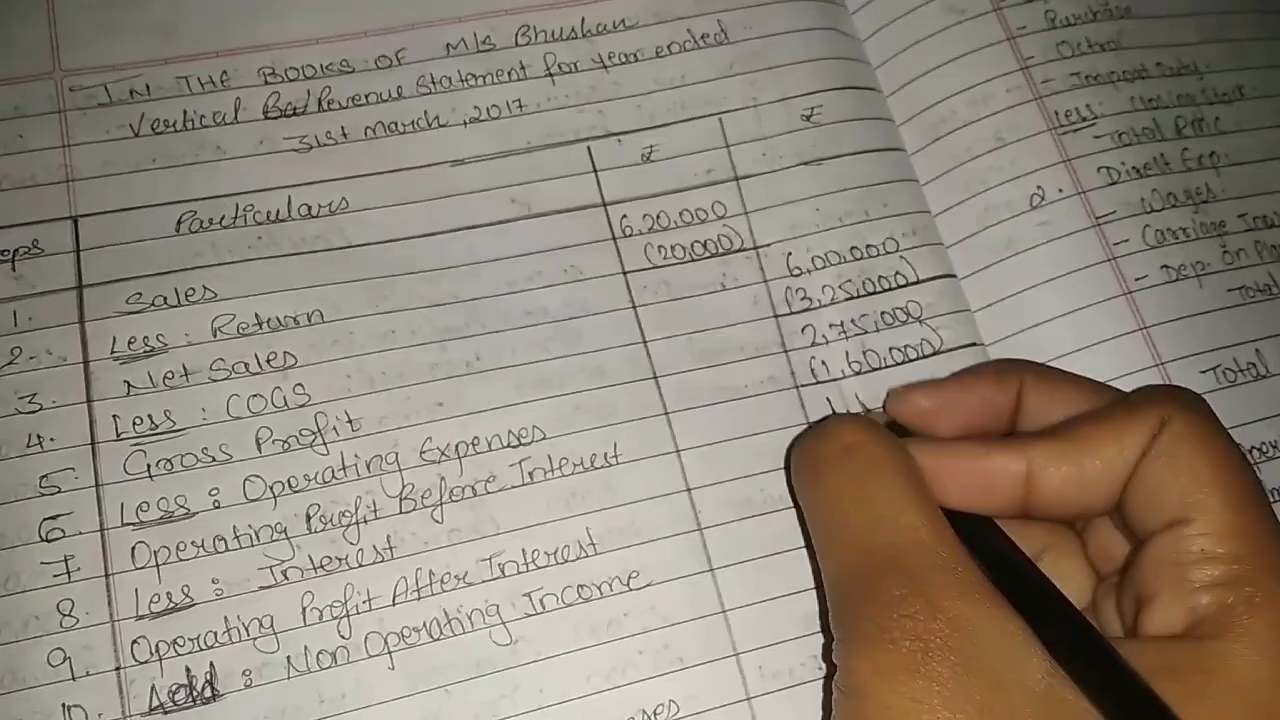 IN THE BOOKS OF M/s Bhushan
Vertical Revenue Statement for year ended
31st march, 2017
ops Particulars ₹ ₹
1. Sales 6,20,000
2. Less: Return (20,000)
3. Net Sales 6,00,000
4. Less: COGS (3,25,000)
5. Gross Profit 2,75,000
6. Less: Operating Expenses (1,60,000)
7 Operating Profit Before Interest 1 1
8. Less: Interest
9. Operating Profit After Interest
10. Add: Non Operating Income
- Purchase
- Import Duty
Less: Closing Stock
- Total
2. Direct Exp.
- Wages.
- Carriage
- Dep. on
Total
Total